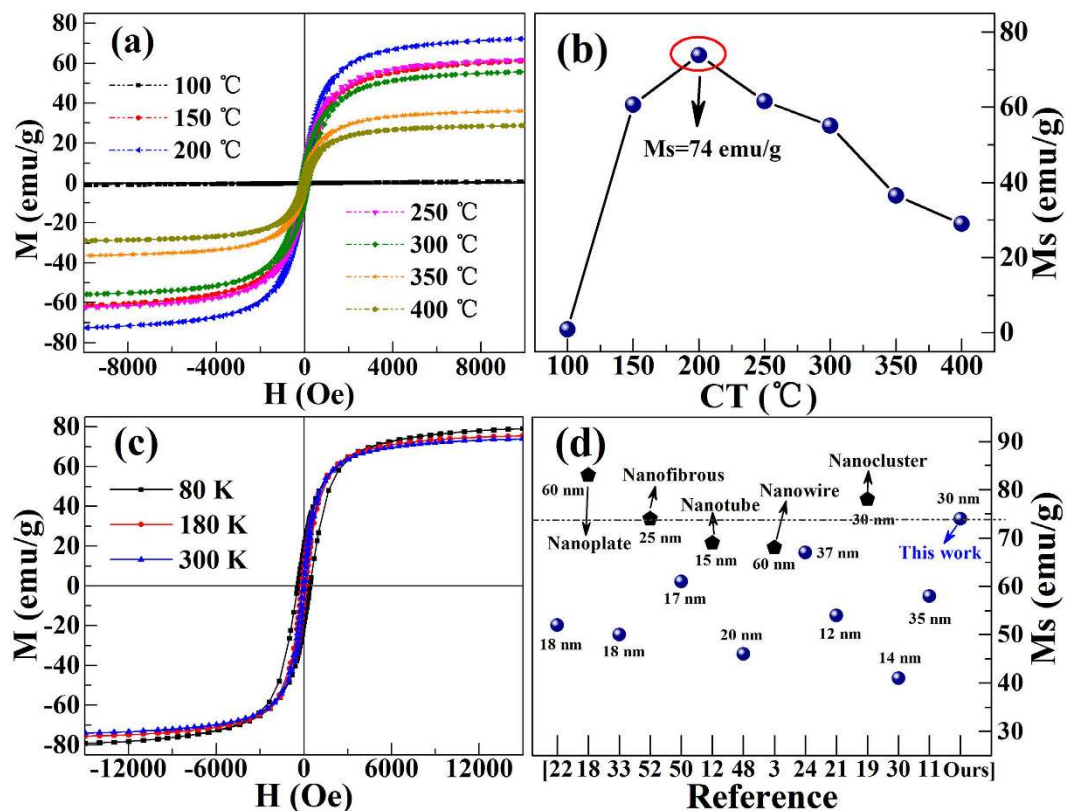 (a)
M (emu/g)
80
60
40
20
0
-20
-40
-60
-80
100 ℃
150 ℃
200 ℃
250 ℃
300 ℃
350 ℃
400 ℃
-8000 -4000 0 4000 8000
H (Oe)
(b)
Ms=74 emu/g
80
60
40
20
0
Ms (emu/g)
100 150 200 250 300 350 400
CT (℃)
(c)
M (emu/g)
80
60
40
20
0
-20
-40
-60
-80
80 K
180 K
300 K
-12000 -6000 0 6000 12000
H (Oe)
(d)
60 nm
Nanoplate
Nanofibrous
25 nm
Nanotube
15 nm
Nanowire
60 nm
Nanocluster
30 nm
30 nm
This work
37 nm
17 nm
18 nm
18 nm
20 nm
12 nm
14 nm
35 nm
90
80
70
60
50
40
30
Ms (emu/g)
[22 18 33 52 50 12 48 3 24 21 19 30 11 Ours]
Reference